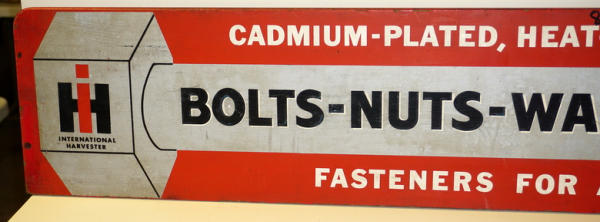 CADMIUM-PLATED, HEAT
IH
INTERNATIONAL
HARVESTER
BOLTS-NUTS-WA
FASTENERS FOR